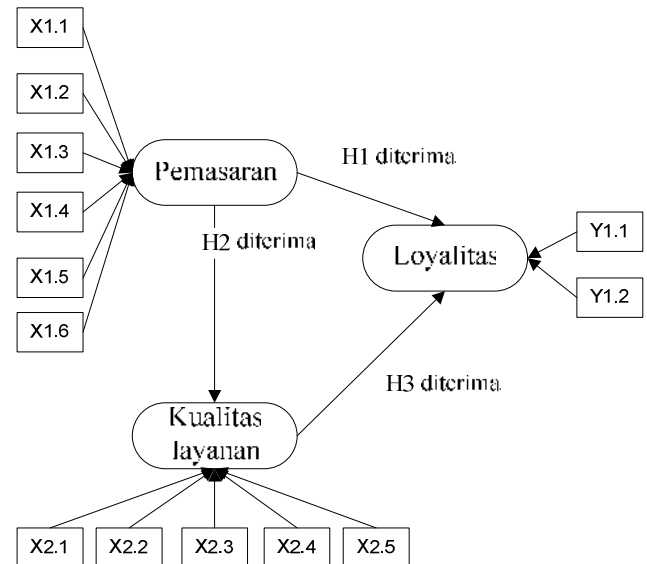 X1.1
X1.2
X1.3
X1.4
X1.5
X1.6
Pemasaran
H1 diterima
H2 diterima
Loyalitas
Y1.1
Y1.2
H3 diterima
Kualitas
layanan
X2.1
X2.2
X2.3
X2.4
X2.5